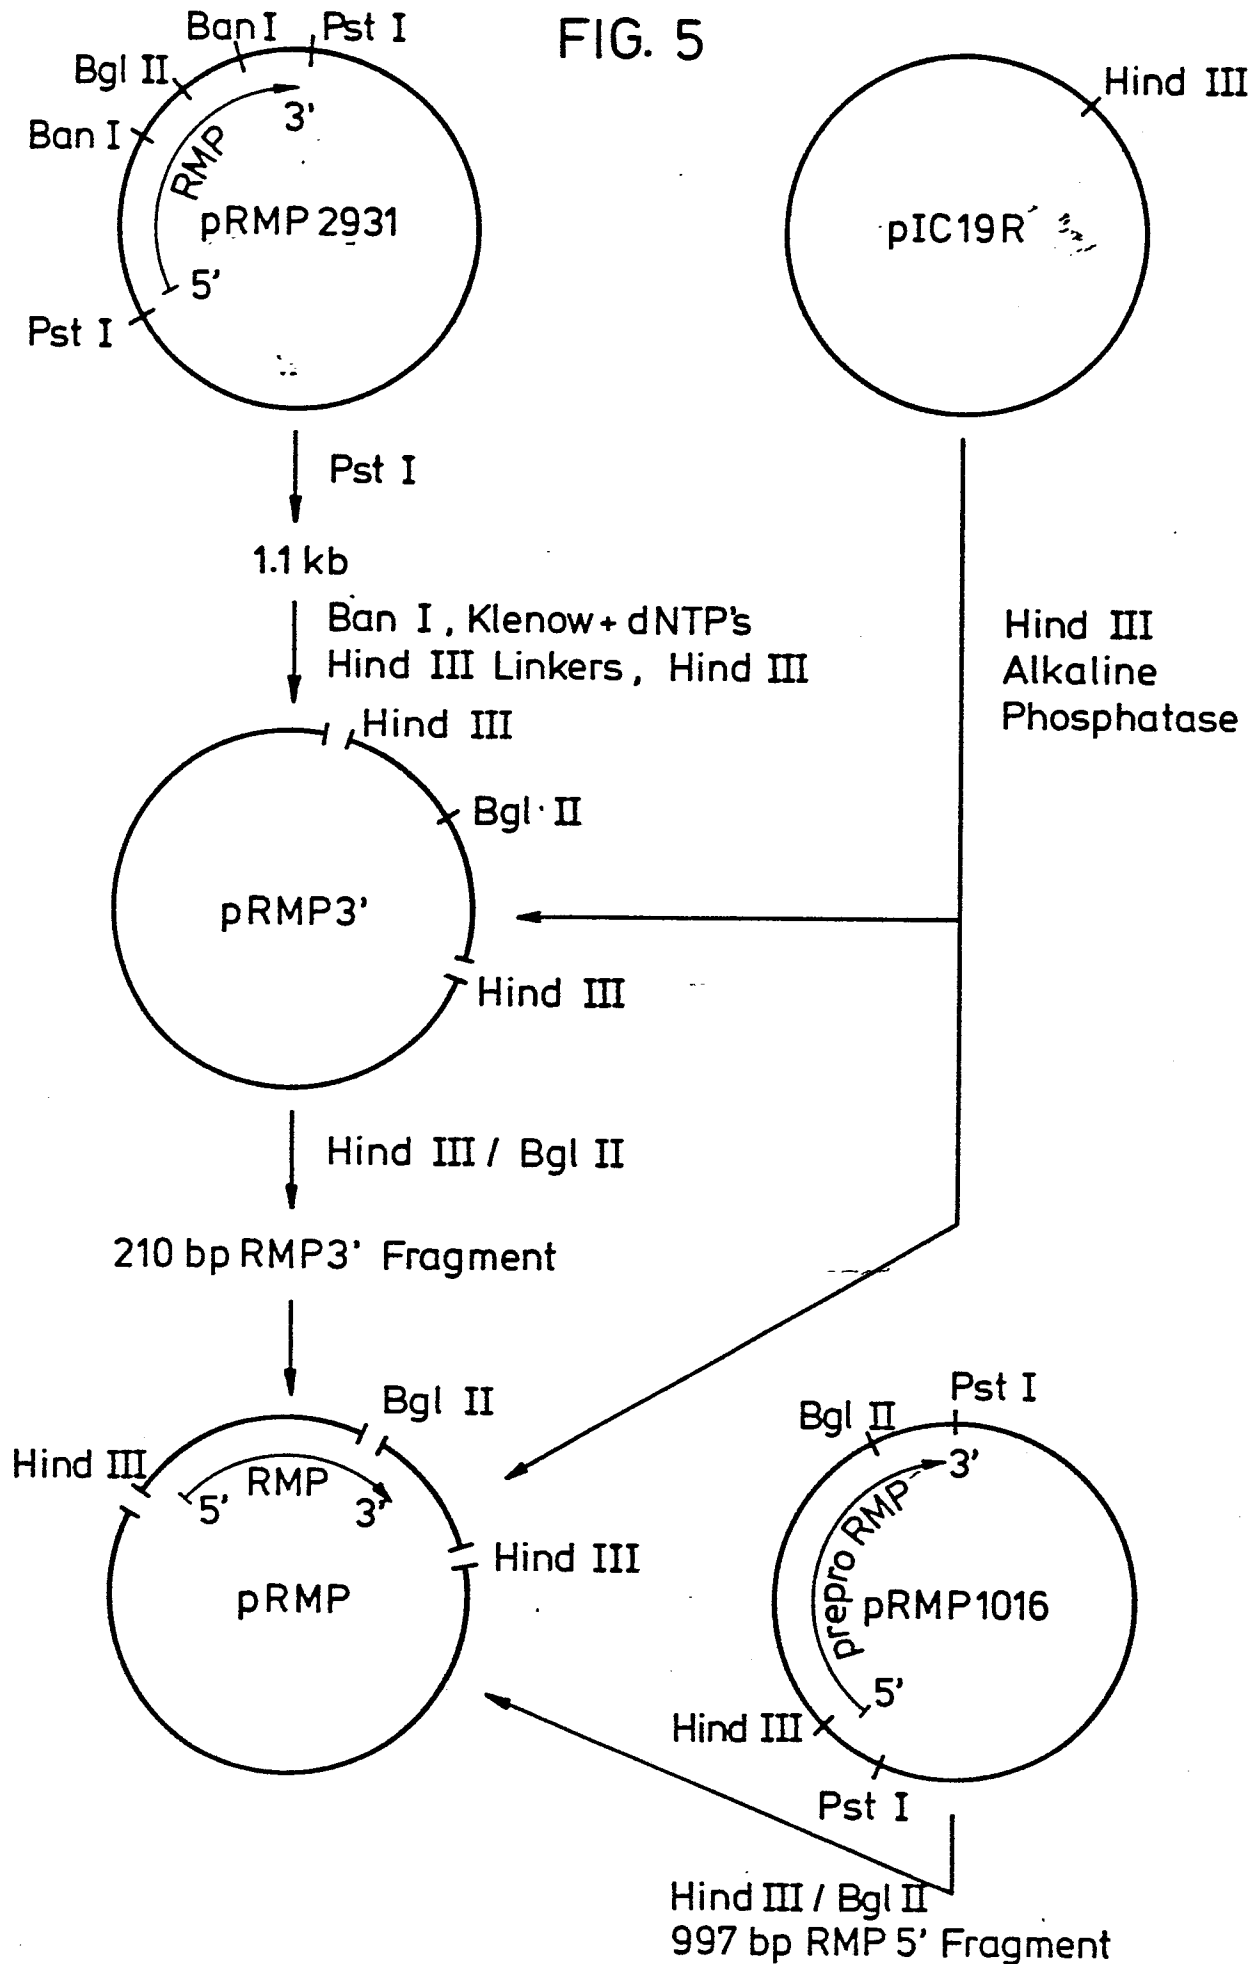 FIG. 5
Ban I
Pst I
Bgl II
Ban I
RMP
3'
pRMP 2931
5'
Pst I
Hind III
pIC19R
Pst I
1.1 kb
Ban I, Klenow + dNTP's
Hind III Linkers, Hind III
Hind III
Alkaline
Phosphatase
Hind III
Bgl II
pRMP3'
Hind III
Hind III / Bgl II
210 bp RMP3' Fragment
Bgl II
Hind III
RMP
5'
3'
Hind III
pRMP
Pst I
Bgl II
3'
prepro RMP
pRMP1016
5'
Hind III
Pst I
Hind III / Bgl II
997 bp RMP 5' Fragment